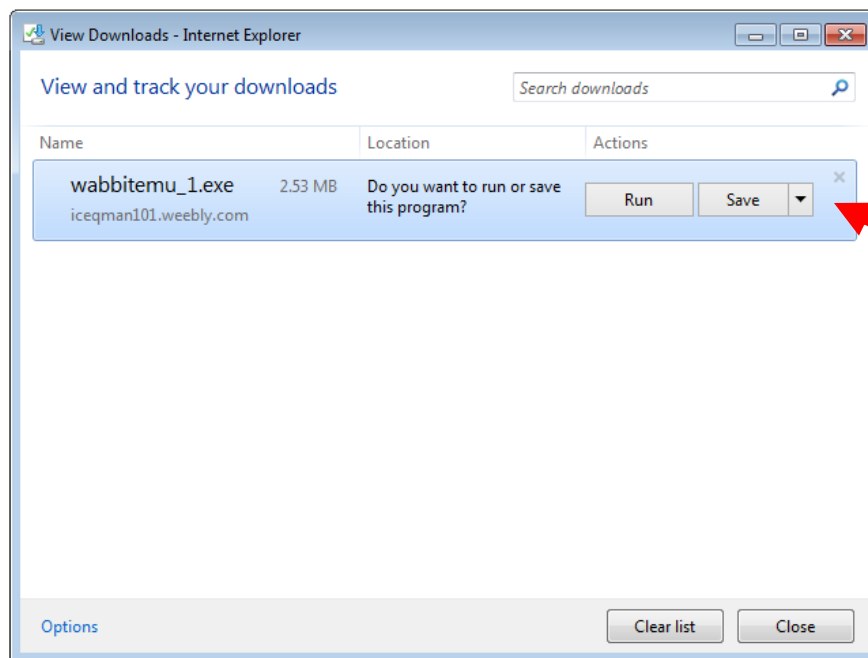 View Downloads - Internet Explorer
View and track your downloads
Search downloads
Name Location Actions
wabbitemu_1.exe 2.53 MB Do you want to run or save Run Save
iceqman101.weebly.com this program?
Options Clear list Close